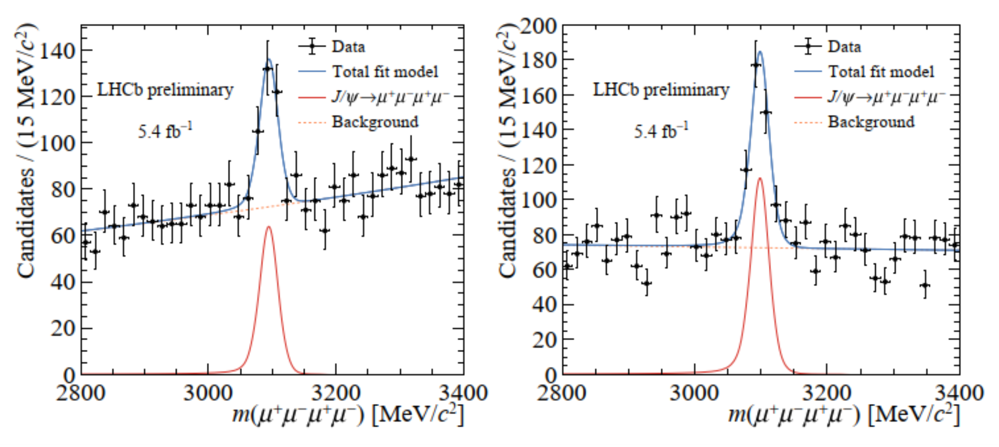 Candidates / (15 MeV/c²)
140
120
100
80
60
40
20
0
LHCb preliminary
5.4 fb⁻¹
Data
Total fit model
J/ψ→μ⁺μ⁻μ⁺μ⁻
Background
2800 3000 3200 3400
m(μ⁺μ⁻μ⁺μ⁻) [MeV/c²]
Candidates / (15 MeV/c²)
200
180
160
140
120
100
80
60
40
20
0
LHCb preliminary
5.4 fb⁻¹
Data
Total fit model
J/ψ→μ⁺μ⁻μ⁺μ⁻
Background
2800 3000 3200 3400
m(μ⁺μ⁻μ⁺μ⁻) [MeV/c²]